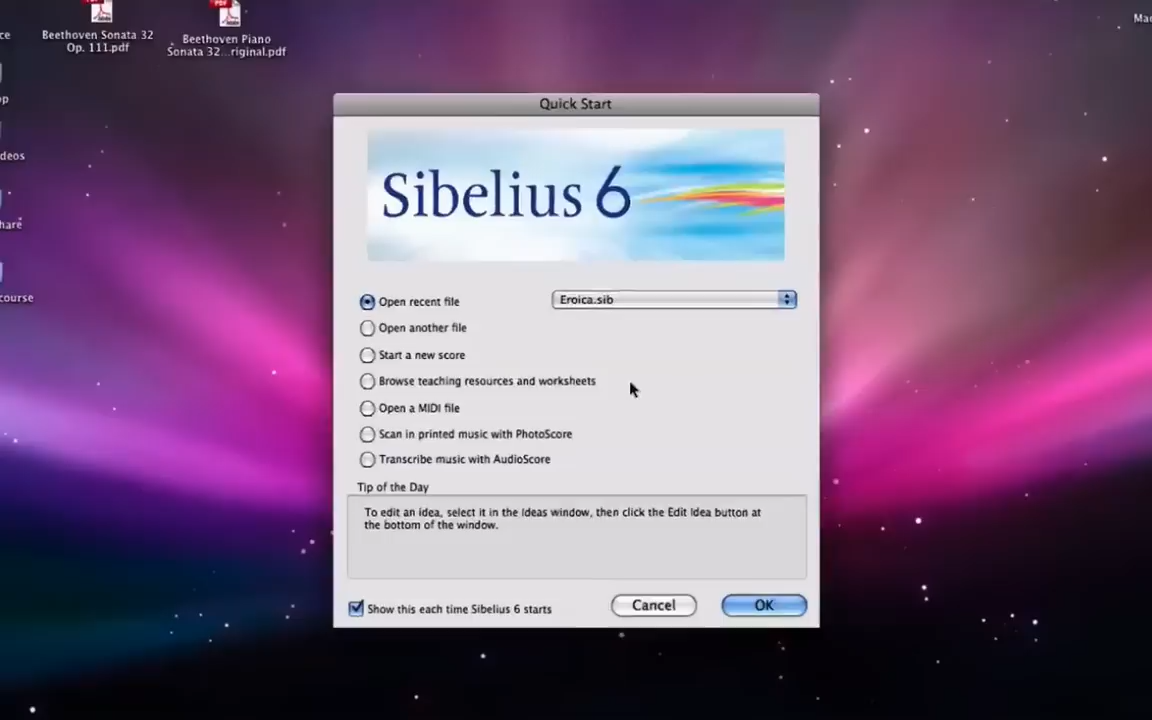 Beethoven Sonata 32
Op. 111.pdf
Beethoven Piano
Sonata 32...riginal.pdf
Quick Start
Sibelius 6
Open recent file
Eroica.sib
Open another file
Start a new score
Browse teaching resources and worksheets
Open a MIDI file
Scan in printed music with PhotoScore
Transcribe music with AudioScore
Tip of the Day
To edit an idea, select it in the Ideas window, then click the Edit Idea button at
the bottom of the window.
Show this each time Sibelius 6 starts
Cancel
OK